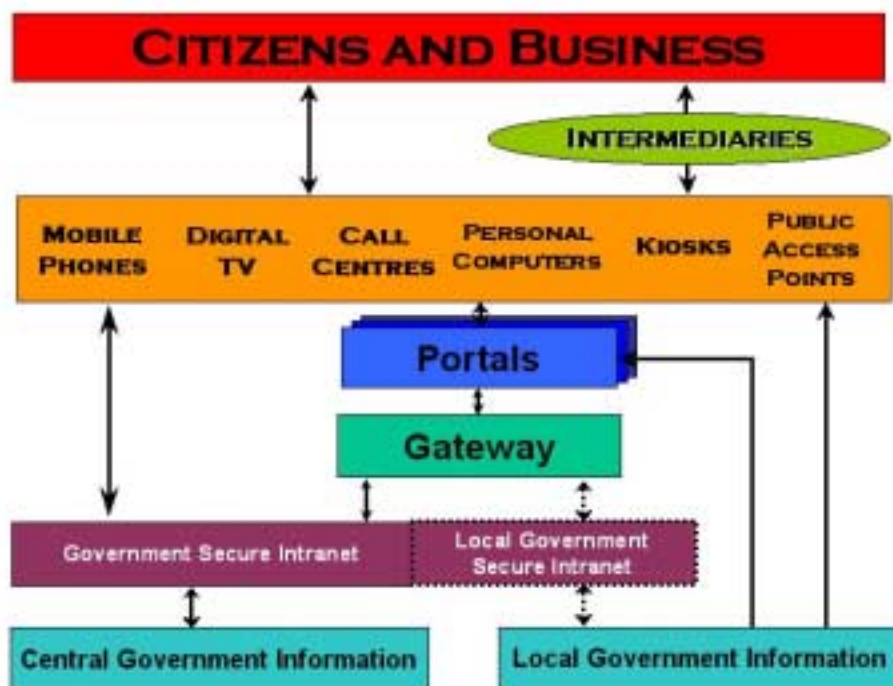 CITIZENS AND BUSINESS
INTERMEDIARIES
MOBILE
PHONES
DIGITAL
TV
CALL
CENTRES
PERSONAL
COMPUTERS
KIOSKS
PUBLIC
ACCESS
POINTS
Portals
Gateway
Government Secure Intranet
Local Government
Secure Intranet
Central Government Information
Local Government Information